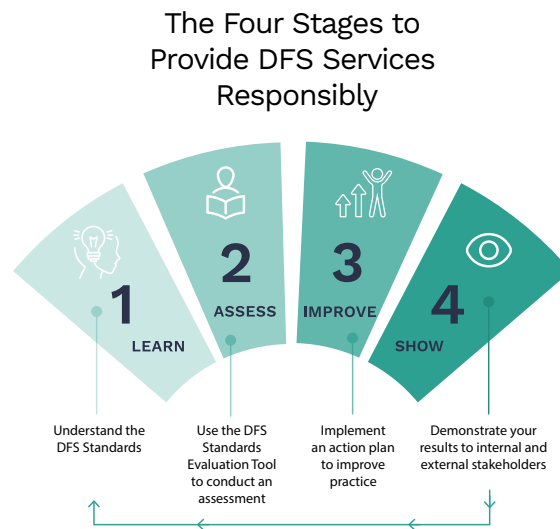 The Four Stages to
Provide DFS Services
Responsibly
1
LEARN
2
ASSESS
3
IMPROVE
4
SHOW
Understand the
DFS Standards
Use the DFS
Standards
Evaluation Tool
to conduct an
assessment
Implement
an action plan
to improve
practice
Demonstrate your
results to internal and
external stakeholders